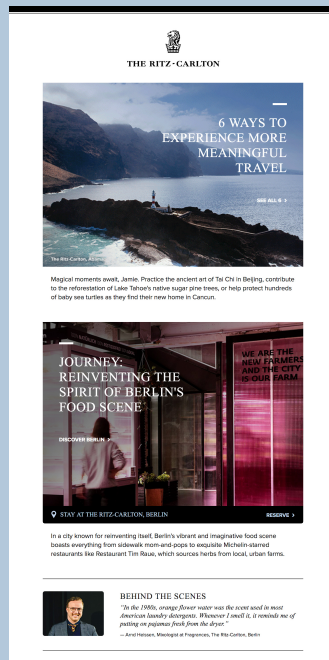 THE RITZ-CARLTON
6 WAYS TO
EXPERIENCE MORE
MEANINGFUL
TRAVEL
SEE ALL 6 >
The Ritz-Carlton,
Magical moments await, Jamie. Practice the ancient art of Tai Chi in Beijing, contribute
to the reforestation of Lake Tahoe's native sugar pine trees, or help protect hundreds
of baby sea turtles as they find their new home in Cancun.
WE ARE THE
NEW FARMERS
AND THE CITY
IS OUR FARM
JOURNEY:
REINVENTING THE
SPIRIT OF BERLIN'S
FOOD SCENE
DISCOVER BERLIN >
STAY AT THE RITZ-CARLTON, BERLIN
RESERVE >
In a city known for reinventing itself, Berlin's vibrant and imaginative food scene
boasts everything from sidewalk mom-and-pops to exquisite Michelin-starred
restaurants like Restaurant Tim Raue, which sources herbs from local, urban farms.
BEHIND THE SCENES
"In the 1980s, orange flower water was the scent used in most
American laundry detergents. Whenever I smell it, it reminds me of
putting on pajamas fresh from the dryer."
— Arnd Heissen, Mixologist at Fragrances, The Ritz-Carlton, Berlin